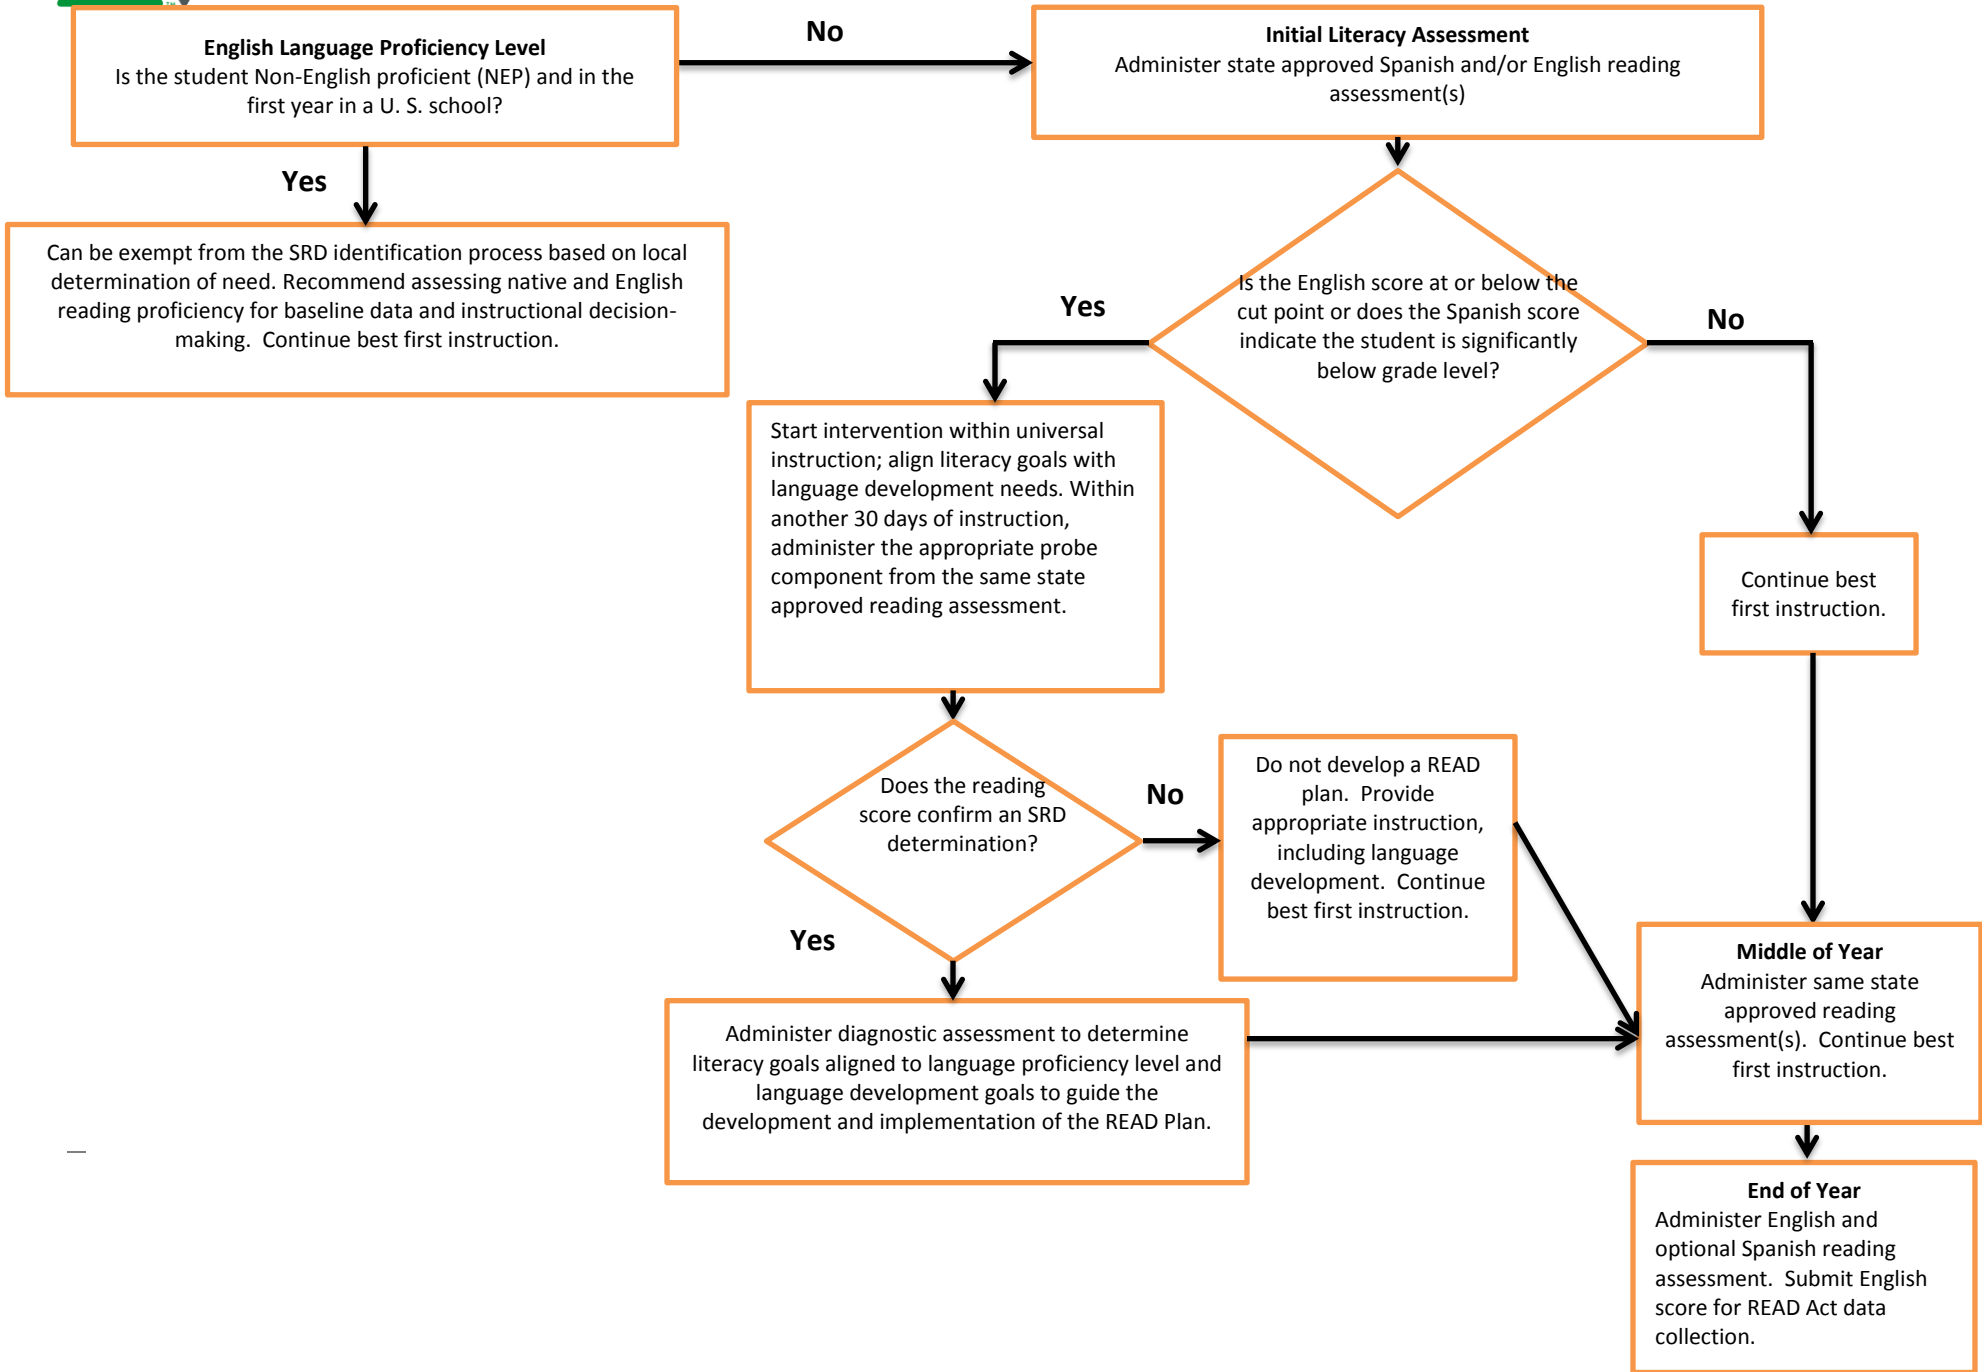 English Language Proficiency Level
Is the student Non-English proficient (NEP) and in the
first year in a U. S. school?
No
Initial Literacy Assessment
Administer state approved Spanish and/or English reading
assessment(s)
Yes
Can be exempt from the SRD identification process based on local
determination of need. Recommend assessing native and English
reading proficiency for baseline data and instructional decision-
making.  Continue best first instruction.
Is the English score at or below the
cut point or does the Spanish score
indicate the student is significantly
below grade level?
Yes
No
Start intervention within universal
instruction; align literacy goals with
language development needs. Within
another 30 days of instruction,
administer the appropriate probe
component from the same state
approved reading assessment.
Continue best
first instruction.
Does the reading
score confirm an SRD
determination?
No
Do not develop a READ
plan.  Provide
appropriate instruction,
including language
development.  Continue
best first instruction.
Yes
Administer diagnostic assessment to determine
literacy goals aligned to language proficiency level and
language development goals to guide the
development and implementation of the READ Plan.
Middle of Year
Administer same state
approved reading
assessment(s).  Continue best
first instruction.
End of Year
Administer English and
optional Spanish reading
assessment.  Submit English
score for READ Act data
collection.